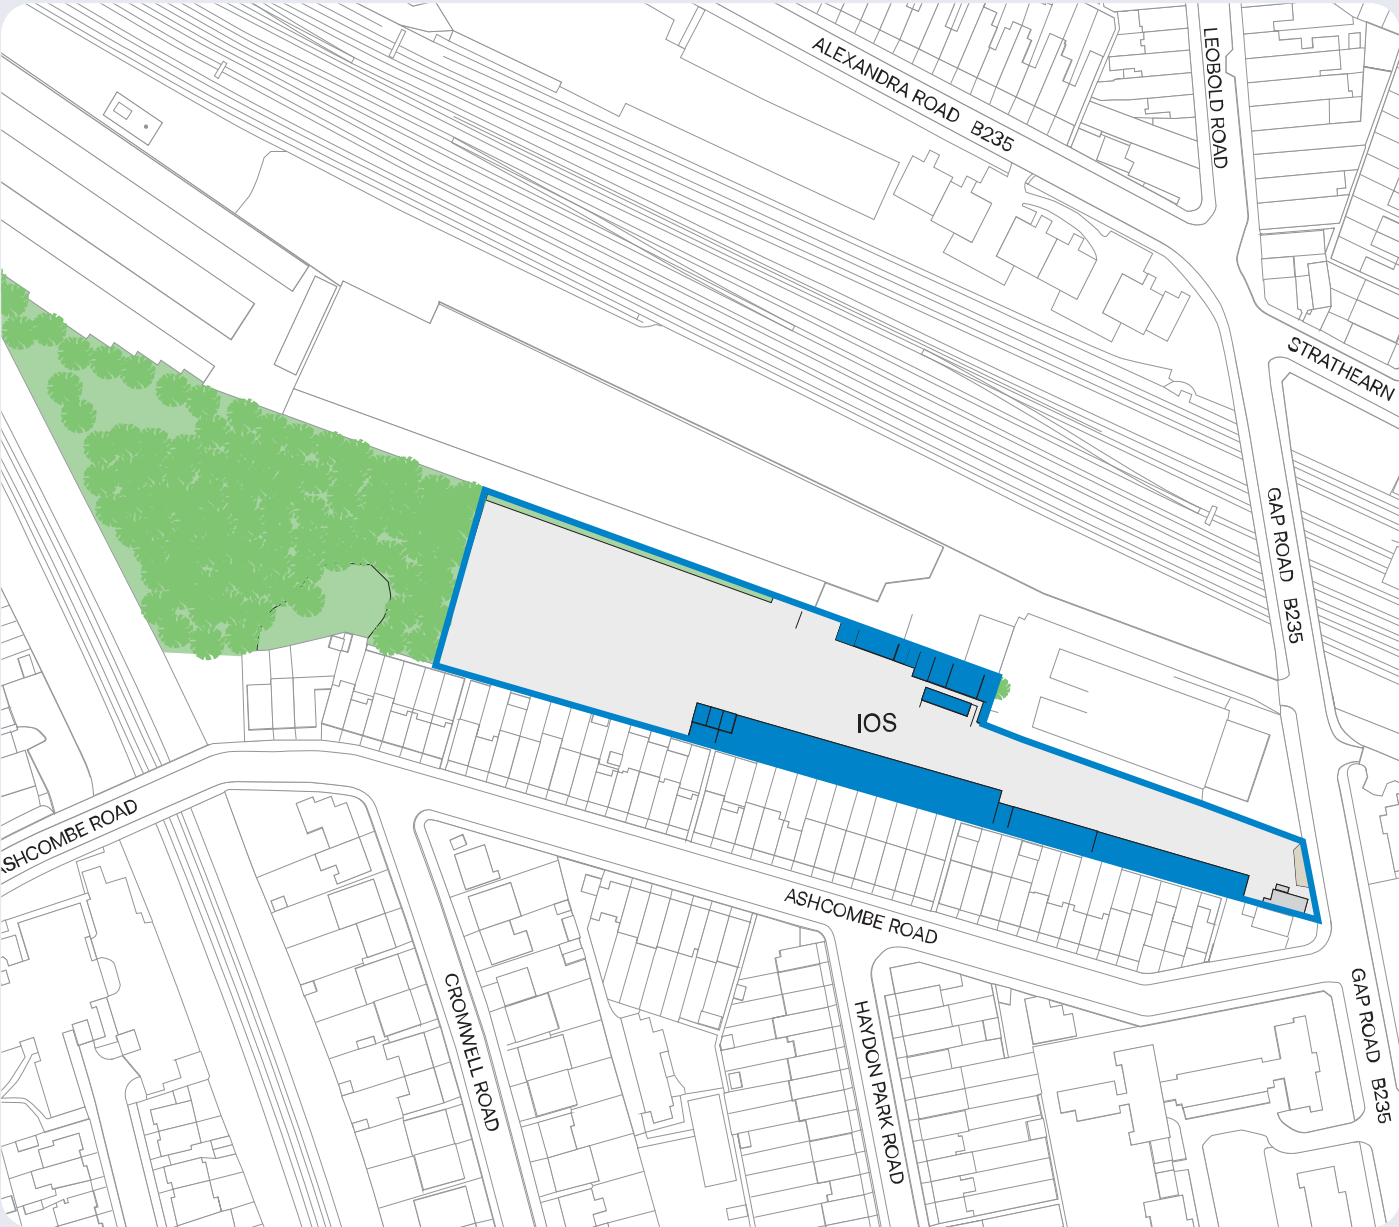 ALEXANDRA ROAD B235
LEOBOLD ROAD
STRATHEARN
GAP ROAD B235
IOS
ASHCOMBE ROAD
ASHCOMBE ROAD
CROMWELL ROAD
HAYDON PARK ROAD
GAP ROAD B235